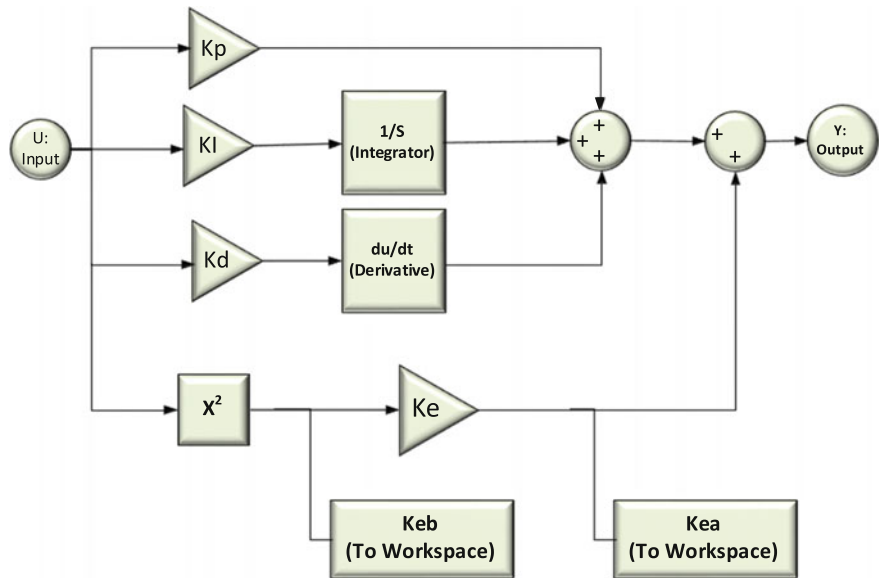 Kp
U:
Input
KI
1/S
(Integrator)
+
+
+
+
+
Y:
Output
Kd
du/dt
(Derivative)
X²
Ke
Keb
(To Workspace)
Kea
(To Workspace)